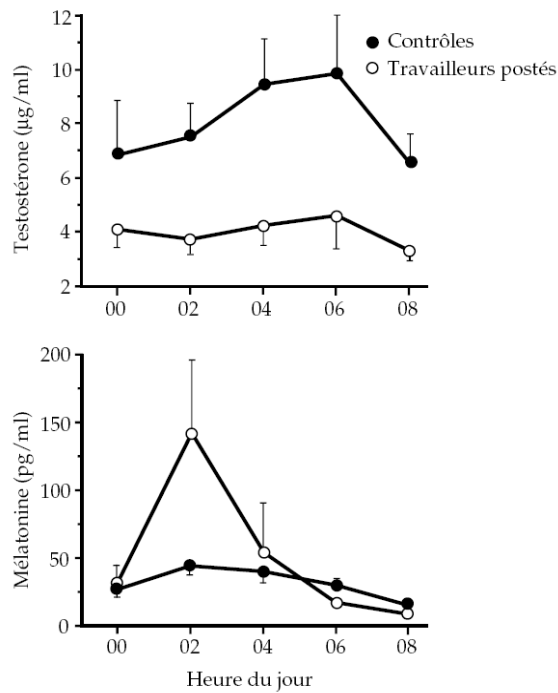 12
10
8
6
4
2
Testostérone (µg/ml)
Contrôles
Travailleurs postés
00 02 04 06 08
200
150
100
50
0
Mélatonine (pg/ml)
00 02 04 06 08
Heure du jour